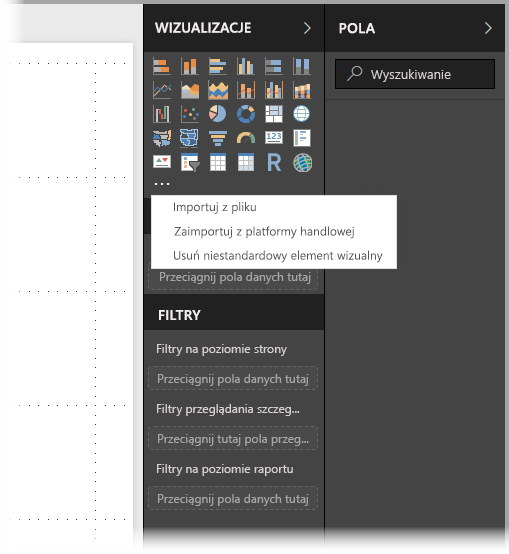 WIZUALIZACJE
POLA
Wyszukiwanie
123
R
Importuj z pliku
Zaimportuj z platformy handlowej
Usuń niestandardowy element wizualny
Przeciągnij pola danych tutaj
FILTRY
Filtry na poziomie strony
Przeciągnij pola danych tutaj
Filtry przeglądania szczeg...
Przeciągnij tutaj pola przeg...
Filtry na poziomie raportu
Przeciągnij pola danych tutaj